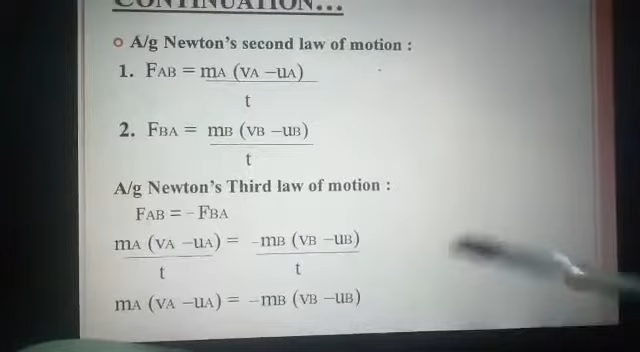 CONTINUATION...
A/g Newton's second law of motion :
1. FAB = mA (vA –uA)
t
2. FBA = mB (vB –uB)
t
A/g Newton's Third law of motion :
FAB = – FBA
mA (vA –uA) = -mB (vB –uB)
t t
mA (vA –uA) = –mB (vB –uB)